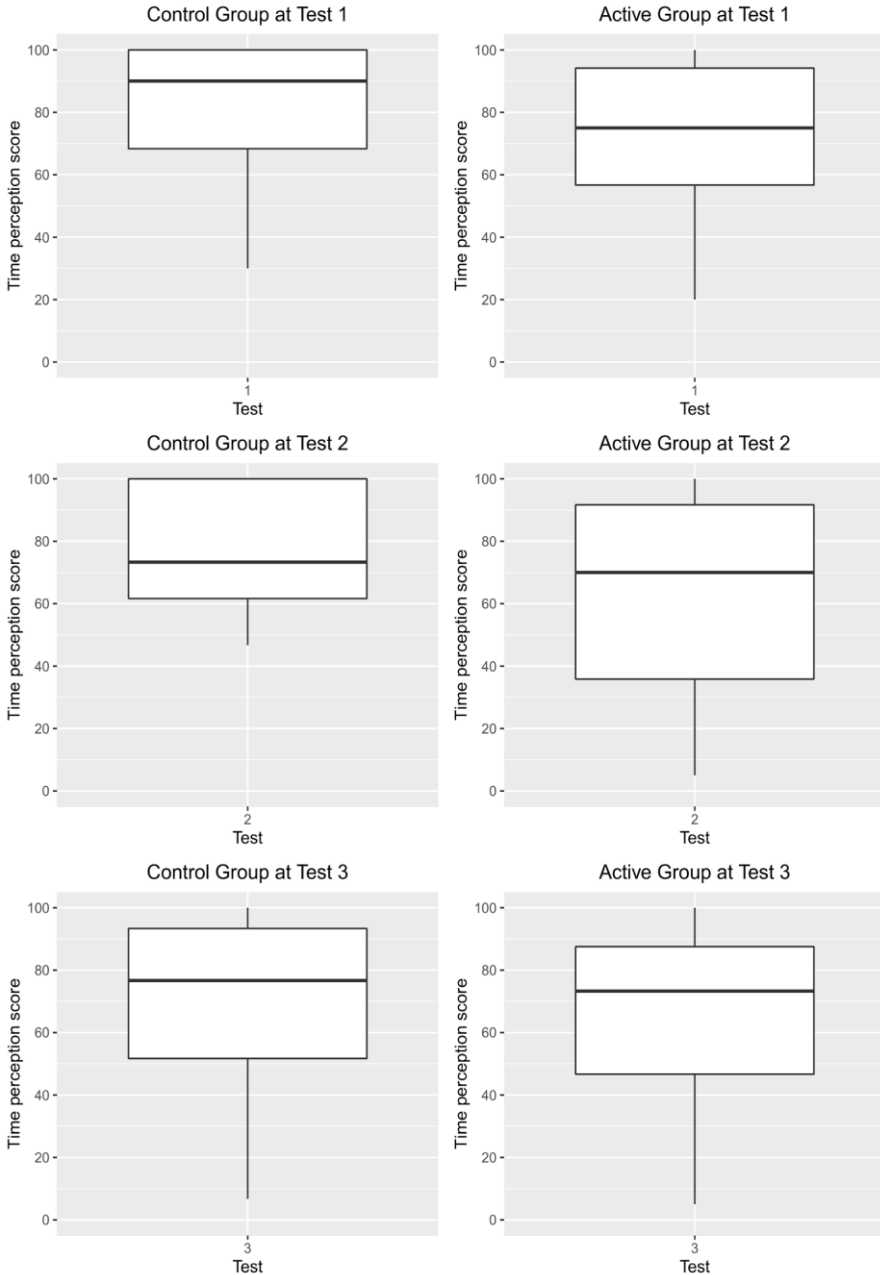 Control Group at Test 1
Time perception score
100
80
60
40
20
0
1
Test
Active Group at Test 1
Time perception score
100
80
60
40
20
0
1
Test
Control Group at Test 2
Time perception score
100
80
60
40
20
0
2
Test
Active Group at Test 2
Time perception score
100
80
60
40
20
0
2
Test
Control Group at Test 3
Time perception score
100
80
60
40
20
0
3
Test
Active Group at Test 3
Time perception score
100
80
60
40
20
0
3
Test